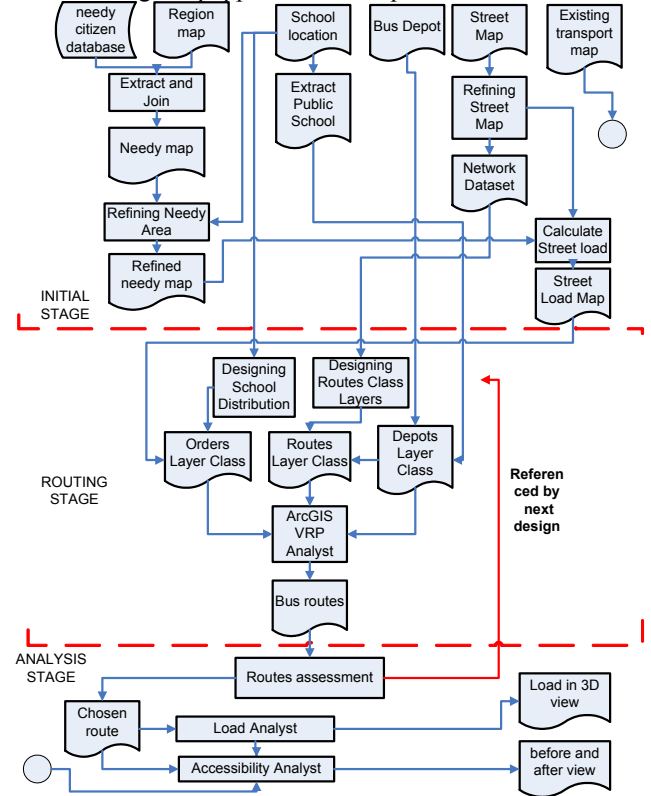 needy
citizen
database
Region
map
School
location
Bus Depot
Street
Map
Existing
transport
map
Extract and
Join
Extract
Public
School
Refining
Street
Map
Needy map
Network
Dataset
Refining Needy
Area
Calculate
Street load
Refined
needy map
Street
Load Map
INITIAL
STAGE
Designing
School
Distribution
Designing
Routes Class
Layers
Orders
Layer Class
Routes
Layer Class
Depots
Layer
Class
Referen
ced by
next
design
ROUTING
STAGE
ArcGIS
VRP
Analyst
Bus routes
ANALYSIS
STAGE
Routes assessment
Load in 3D
view
Chosen
route
Load Analyst
Accessibility Analyst
before and
after view